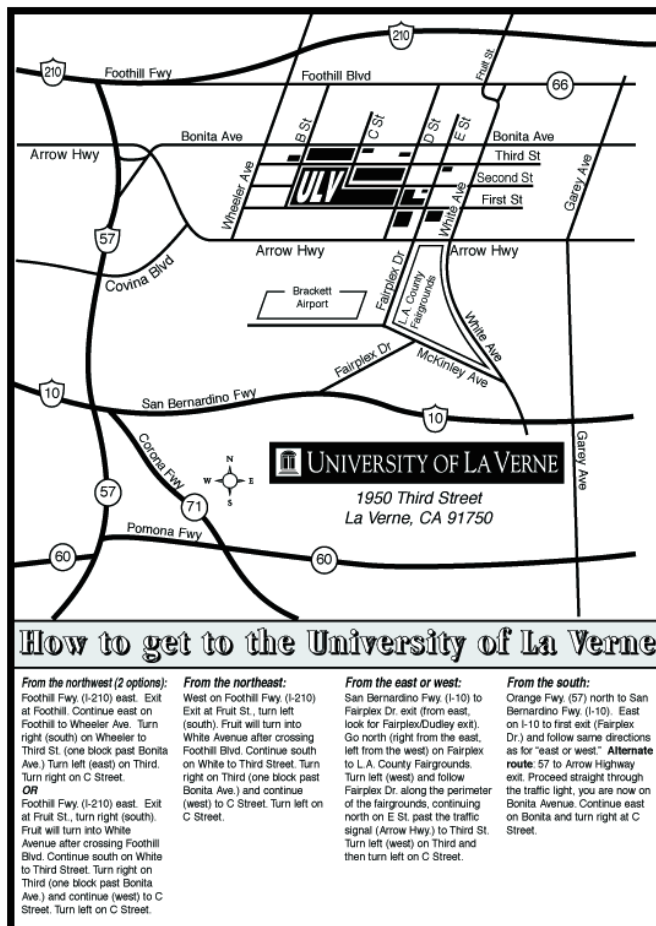 210
210
Foothill Fwy
Foothill Blvd
Fruit St.
66
B St
C St
D St
E St
Bonita Ave
Bonita Ave
Arrow Hwy
Third St
Second St
First St
ULV
Wheeler Ave
White Ave
Garey Ave
57
Arrow Hwy
Arrow Hwy
Covina Blvd
Brackett
Airport
Fairplex Dr
L.A. County
Fairgrounds
White Ave
Fairplex Dr
McKinley Ave
10
San Bernardino Fwy
10
Corona Fwy
N
W E
S
UNIVERSITY OF LA VERNE
1950 Third Street
La Verne, CA 91750
Garey Ave
57
71
Pomona Fwy
60
60
How to get to the University of La Verne
From the northwest (2 options):
Foothill Fwy. (I-210) east. Exit
at Foothill. Continue east on
Foothill to Wheeler Ave. Turn
right (south) on Wheeler to
Third St. (one block past Bonita
Ave.) Turn left (east) on Third.
Turn right on C Street.
OR
Foothill Fwy. (I-210) east. Exit
at Fruit St., turn right (south).
Fruit will turn into White
Avenue after crossing Foothill
Blvd. Continue south on White
to Third Street. Turn right on
Third (one block past Bonita
Ave.) and continue (west) to C
Street. Turn left on C Street.
From the northeast:
West on Foothill Fwy. (I-210)
Exit at Fruit St., turn left
(south). Fruit will turn into
White Avenue after crossing
Foothill Blvd. Continue south
on White to Third Street. Turn
right on Third (one block past
Bonita Ave.) and continue
(west) to C Street. Turn left on
C Street.
From the east or west:
San Bernardino Fwy. (I-10) to
Fairplex Dr. exit (from east,
look for Fairplex/Dudley exit).
Go north (right from the east,
left from the west) on Fairplex
to L.A. County Fairgrounds.
Turn left (west) and follow
Fairplex Dr. along the perimeter
of the fairgrounds, continuing
north on E St. past the traffic
signal (Arrow Hwy.) to Third St.
Turn left (west) on Third and
then turn left on C Street.
From the south:
Orange Fwy. (57) north to San
Bernardino Fwy. (I-10). East
on I-10 to first exit (Fairplex
Dr.) and follow same directions
as for "east or west." Alternate
route: 57 to Arrow Highway
exit. Proceed straight through
the traffic light, you are now on
Bonita Avenue. Continue east
on Bonita and turn right at C
Street.